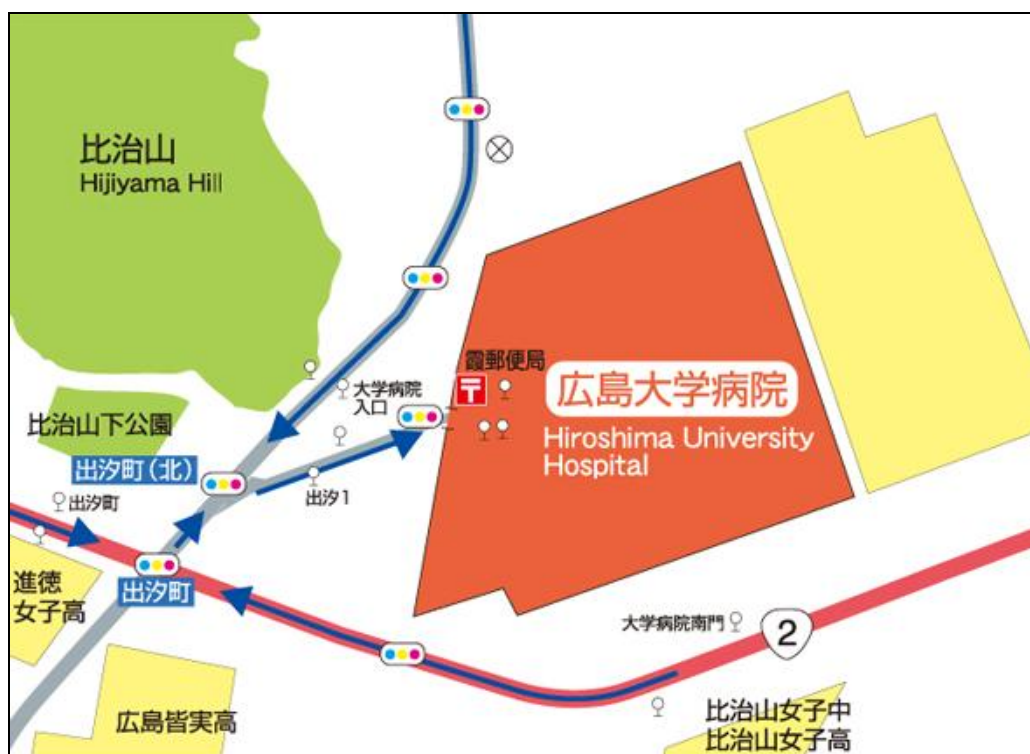 比治山
Hijiyama Hill
霞郵便局
大学病院
入口
広島大学病院
Hiroshima University
Hospital
比治山下公園
出汐町(北)
出汐1
出汐町
出汐町
進徳
女子高
大学病院南門
2
広島皆実高
比治山女子中
比治山女子高